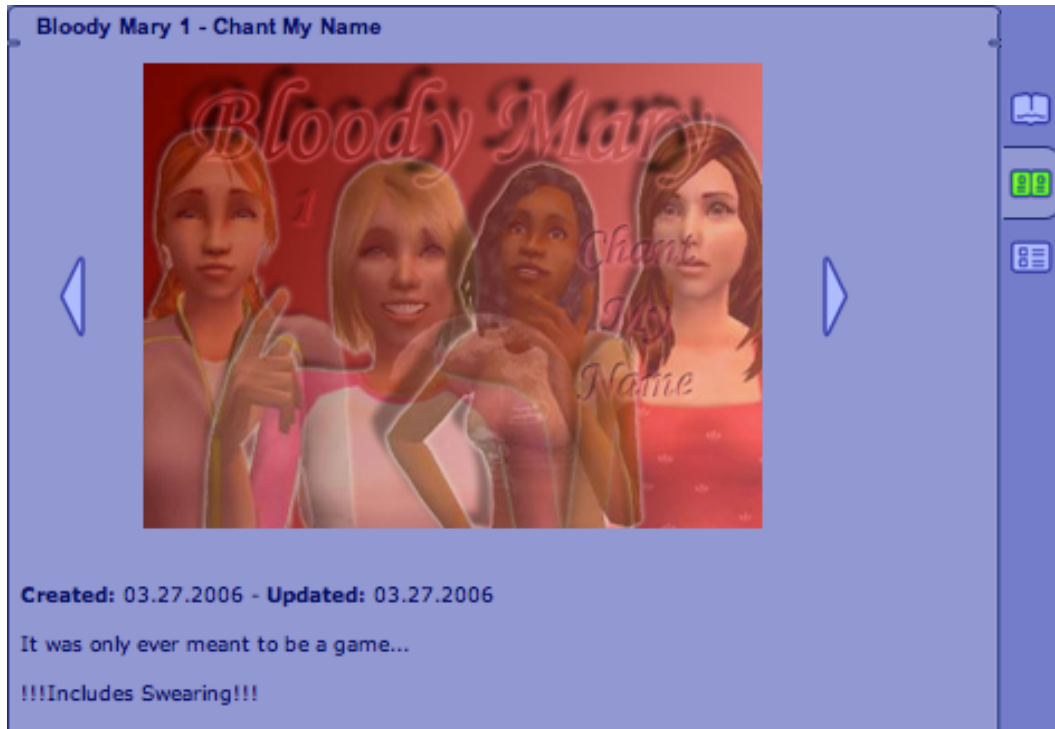 Bloody Mary 1 - Chant My Name
Bloody Mary
1
Chant
My
Name
Created: 03.27.2006 - Updated: 03.27.2006
It was only ever meant to be a game...
!!!Includes Swearing!!!